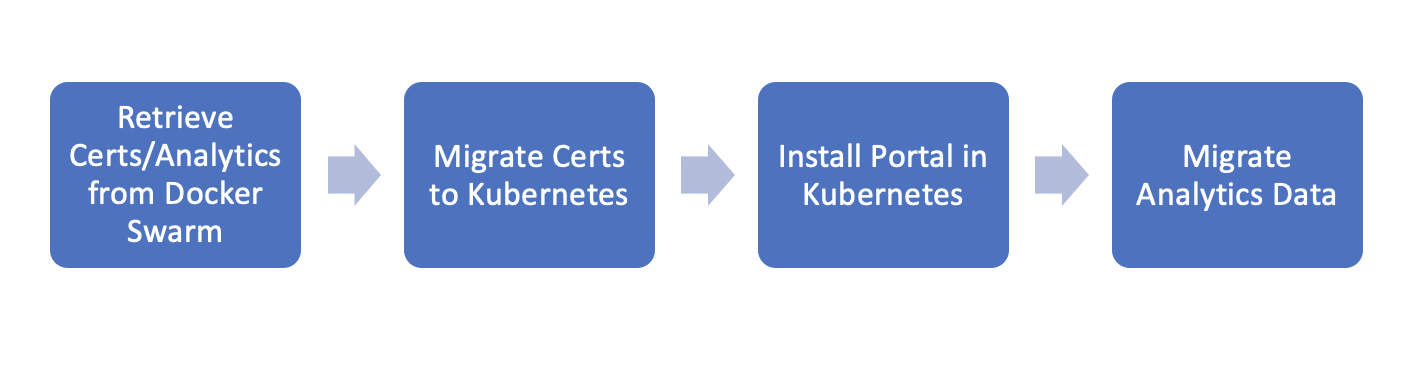 Retrieve
Certs/Analytics
from Docker
Swarm
Migrate Certs
to Kubernetes
Install Portal in
Kubernetes
Migrate
Analytics Data